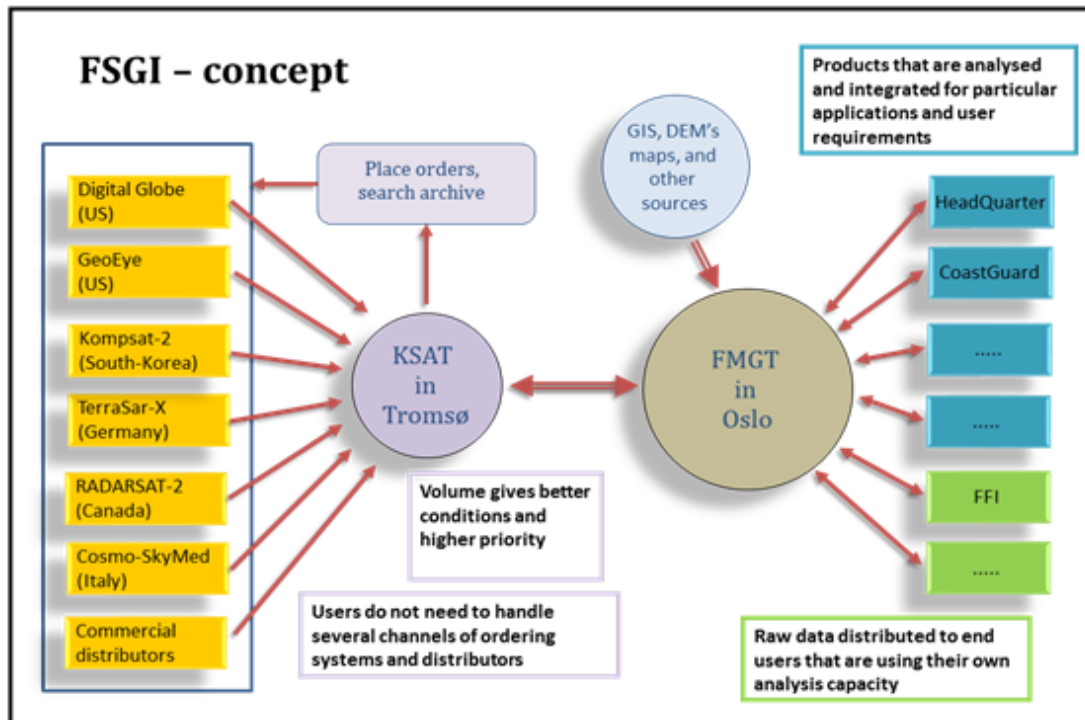 FSGI – concept
Products that are analysed
and integrated for particular
applications and user
requirements
GIS, DEM's
maps, and
other
sources
Place orders,
search archive
Digital Globe
(US)
GeoEye
(US)
Kompsat-2
(South-Korea)
TerraSar-X
(Germany)
RADARSAT-2
(Canada)
Cosmo-SkyMed
(Italy)
Commercial
distributors
KSAT
in
Tromsø
FMGT
in
Oslo
HeadQuarter
CoastGuard
.....
.....
FFI
.....
Volume gives better
conditions and
higher priority
Users do not need to handle
several channels of ordering
systems and distributors
Raw data distributed to end
users that are using their own
analysis capacity